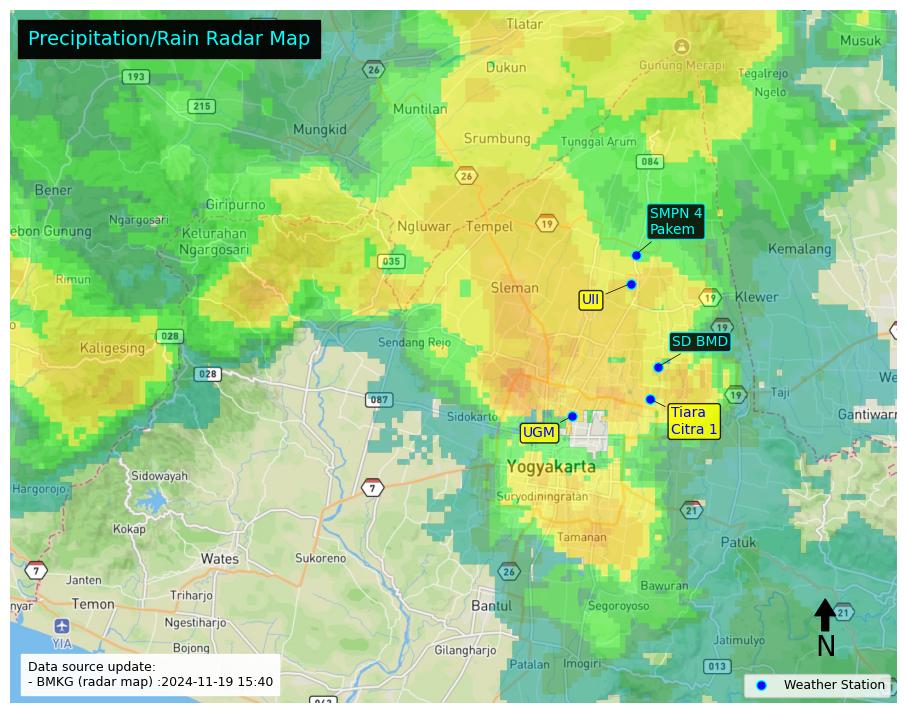 Precipitation/Rain Radar Map
Tlatar
Musuk
Gunung Merapi
26
Dukun
Tegalrejo
193
Ngelo
215
Muntilan
Mungkid
Srumbung
Tunggal Arum
084
26
Bener
Giripurno
SMPN 4
Pakem
Ngargosari
Ngluwar
Tempel
26
ebon Gunung
Kelurahan
Ngargosari
Kemalang
035
Rimun
Sleman
UII
19
Klewer
19
028
Kaligesing
Sendang Rejo
SD BMD
028
We
19
Taji
087
Tiara
Citra 1
Gantiwarn
Sidokarto
UGM
Yogyakarta
Sidowayah
7
Hargorojo
Suryodiningratan
21
Kokap
Tamanan
Patuk
Wates
Sukoreno
7
26
Janten
Bawuran
Triharjo
nyar
Temon
Bantul
Segoroyoso
21
Ngestiharjo
YIA
N
Bojong
Gilangharjo
Jatimulyo
Patalan
Imogiri
013
Data source update:
- BMKG (radar map) :2024-11-19 15:40
Weather Station